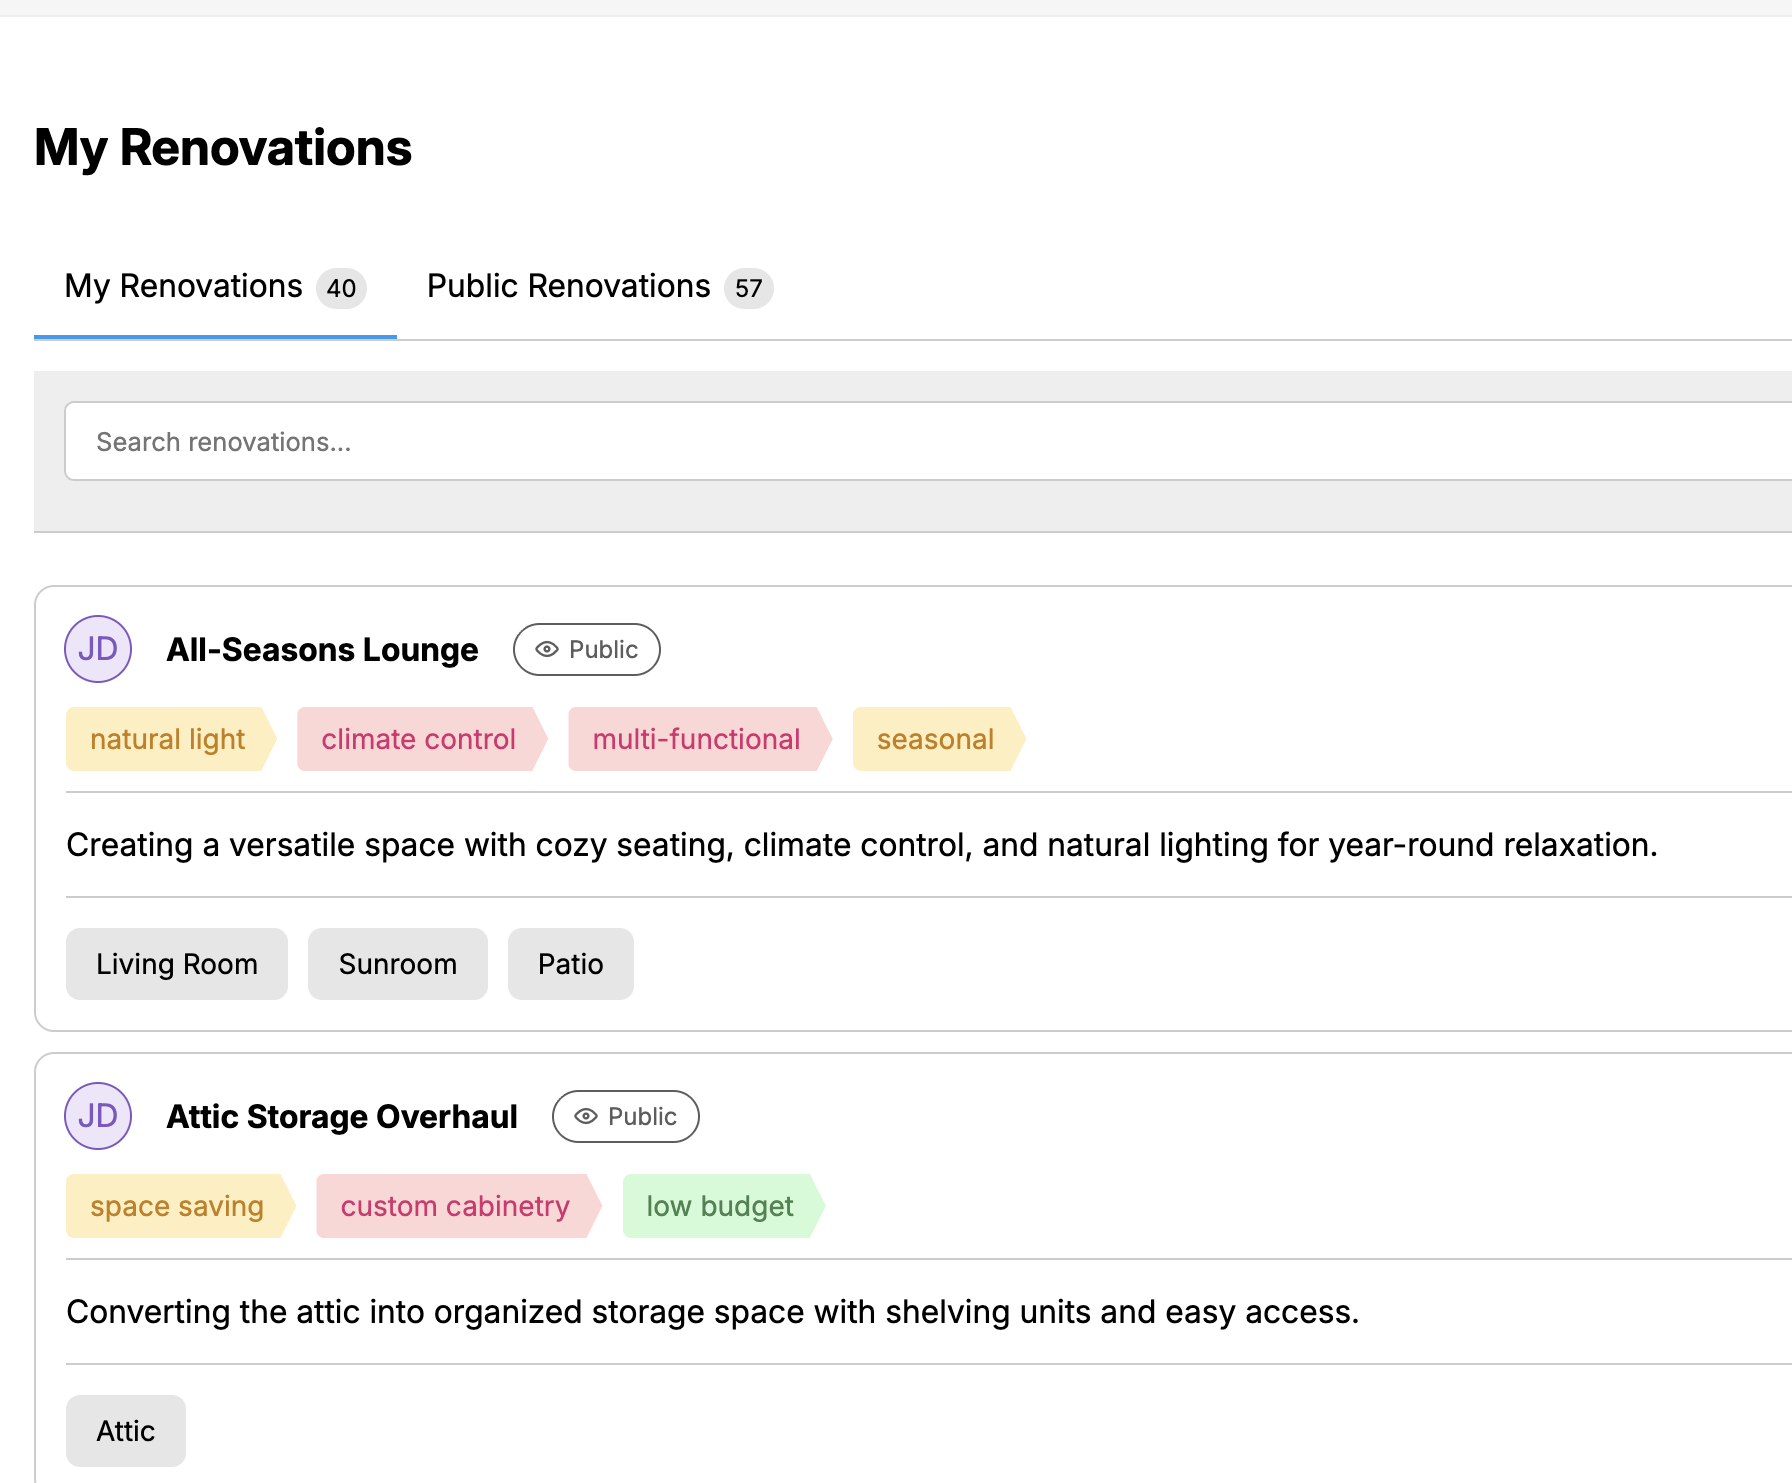 My Renovations
My Renovations 40 Public Renovations 57
Search renovations...
JD All-Seasons Lounge Public
natural light climate control multi-functional seasonal
Creating a versatile space with cozy seating, climate control, and natural lighting for year-round relaxation.
Living Room Sunroom Patio
JD Attic Storage Overhaul Public
space saving custom cabinetry low budget
Converting the attic into organized storage space with shelving units and easy access.
Attic